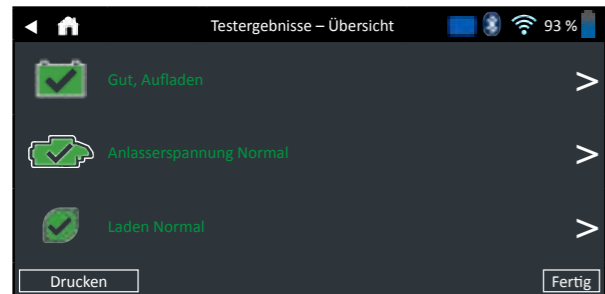 Testergebnisse – Übersicht 93 %
Gut, Aufladen
Anlasserspannung Normal
Laden Normal
Drucken Fertig